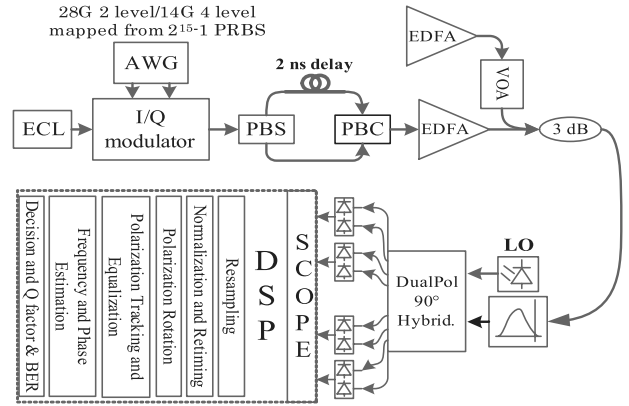 28G 2 level/14G 4 level
mapped from 2¹⁵-1 PRBS
AWG
ECL
I/Q
modulator
PBS
2 ns delay
PBC
EDFA
EDFA
VOA
3 dB
Decision and Q factor & BER
Frequency and Phase
Estimation
Polarization Tracking and
Equalization
Polarization Rotation
Normalization and Retinning
Resampling
DSP
SCOPE
DualPol
90°
Hybrid.
LO